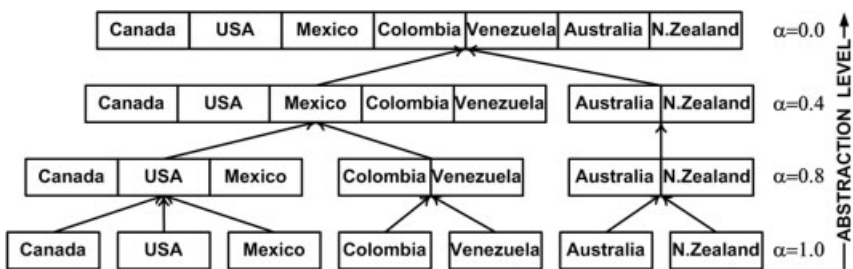 Canada USA Mexico Colombia Venezuela Australia N.Zealand α=0.0
Canada USA Mexico Colombia Venezuela Australia N.Zealand α=0.4
Canada USA Mexico Colombia Venezuela Australia N.Zealand α=0.8
Canada USA Mexico Colombia Venezuela Australia N.Zealand α=1.0
ABSTRACTION LEVEL